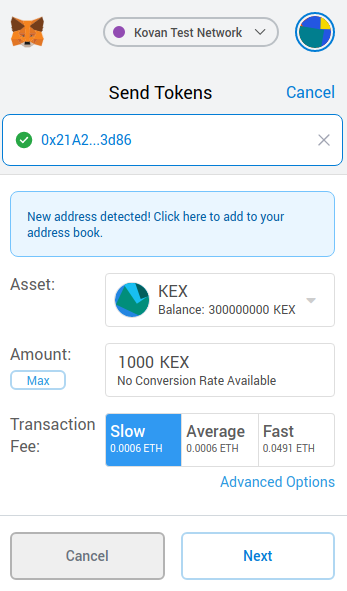 Kovan Test Network
Send Tokens
Cancel
0x21A2...3d86
New address detected! Click here to add to your
address book.
Asset:
KEX
Balance: 300000000 KEX
Amount:
Max
1000 KEX
No Conversion Rate Available
Transaction
Fee:
Slow
0.0006 ETH
Average
0.0006 ETH
Fast
0.0491 ETH
Advanced Options
Cancel
Next